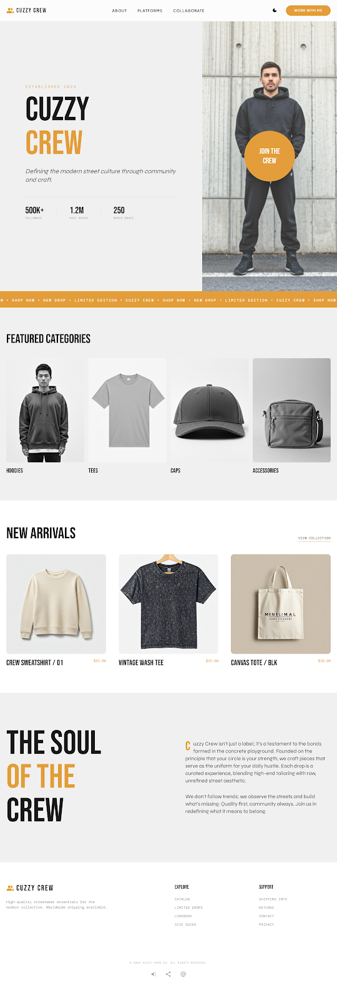 CUZZY CREW
ABOUT PLATFORMS COLLABORATE
WORK WITH ME
ESTABLISHED 2024
CUZZY
CREW
Defining the modern street culture through community
and craft.
500K+ 1.2M 250
FOLLOWERS POST REACH MERCH DROPS
JOIN THE
CREW
W • SHOP NOW • NEW DROP • LIMITED EDITION • CUZZY CREW • SHOP NOW • NEW DROP • LIMITED EDITION • CUZZY CREW • SHOP NOW
FEATURED CATEGORIES
HOODIES TEES CAPS ACCESSORIES
NEW ARRIVALS
VIEW COLLECTION
MINTLIMAL
CREW SWEATSHIRT / 01 $85.00
VINTAGE WASH TEE $45.00
CANVAS TOTE / BLK $30.00
THE SOUL
OF THE
CREW
Cuzzy Crew isn't just a label; it's a testament to the bonds
formed in the concrete playground. Founded on the
principle that your circle is your strength, we craft pieces that
serve as the uniform for your daily hustle. Each drop is a
curated experience, blending high-end tailoring with raw,
unrefined street aesthetic.
We don't follow trends; we observe the streets and build
what's missing. Quality first, community always. Join us in
redefining what it means to belong.
CUZZY CREW
High-quality streetwear essentials for the
modern collective. Worldwide shipping available.
EXPLORE
CATALOG
LIMITED DROPS
LOOKBOOK
SIZE GUIDE
SUPPORT
SHIPPING INFO
RETURNS
CONTACT
PRIVACY
© 2024 CUZZY CREW CO. ALL RIGHTS RESERVED.